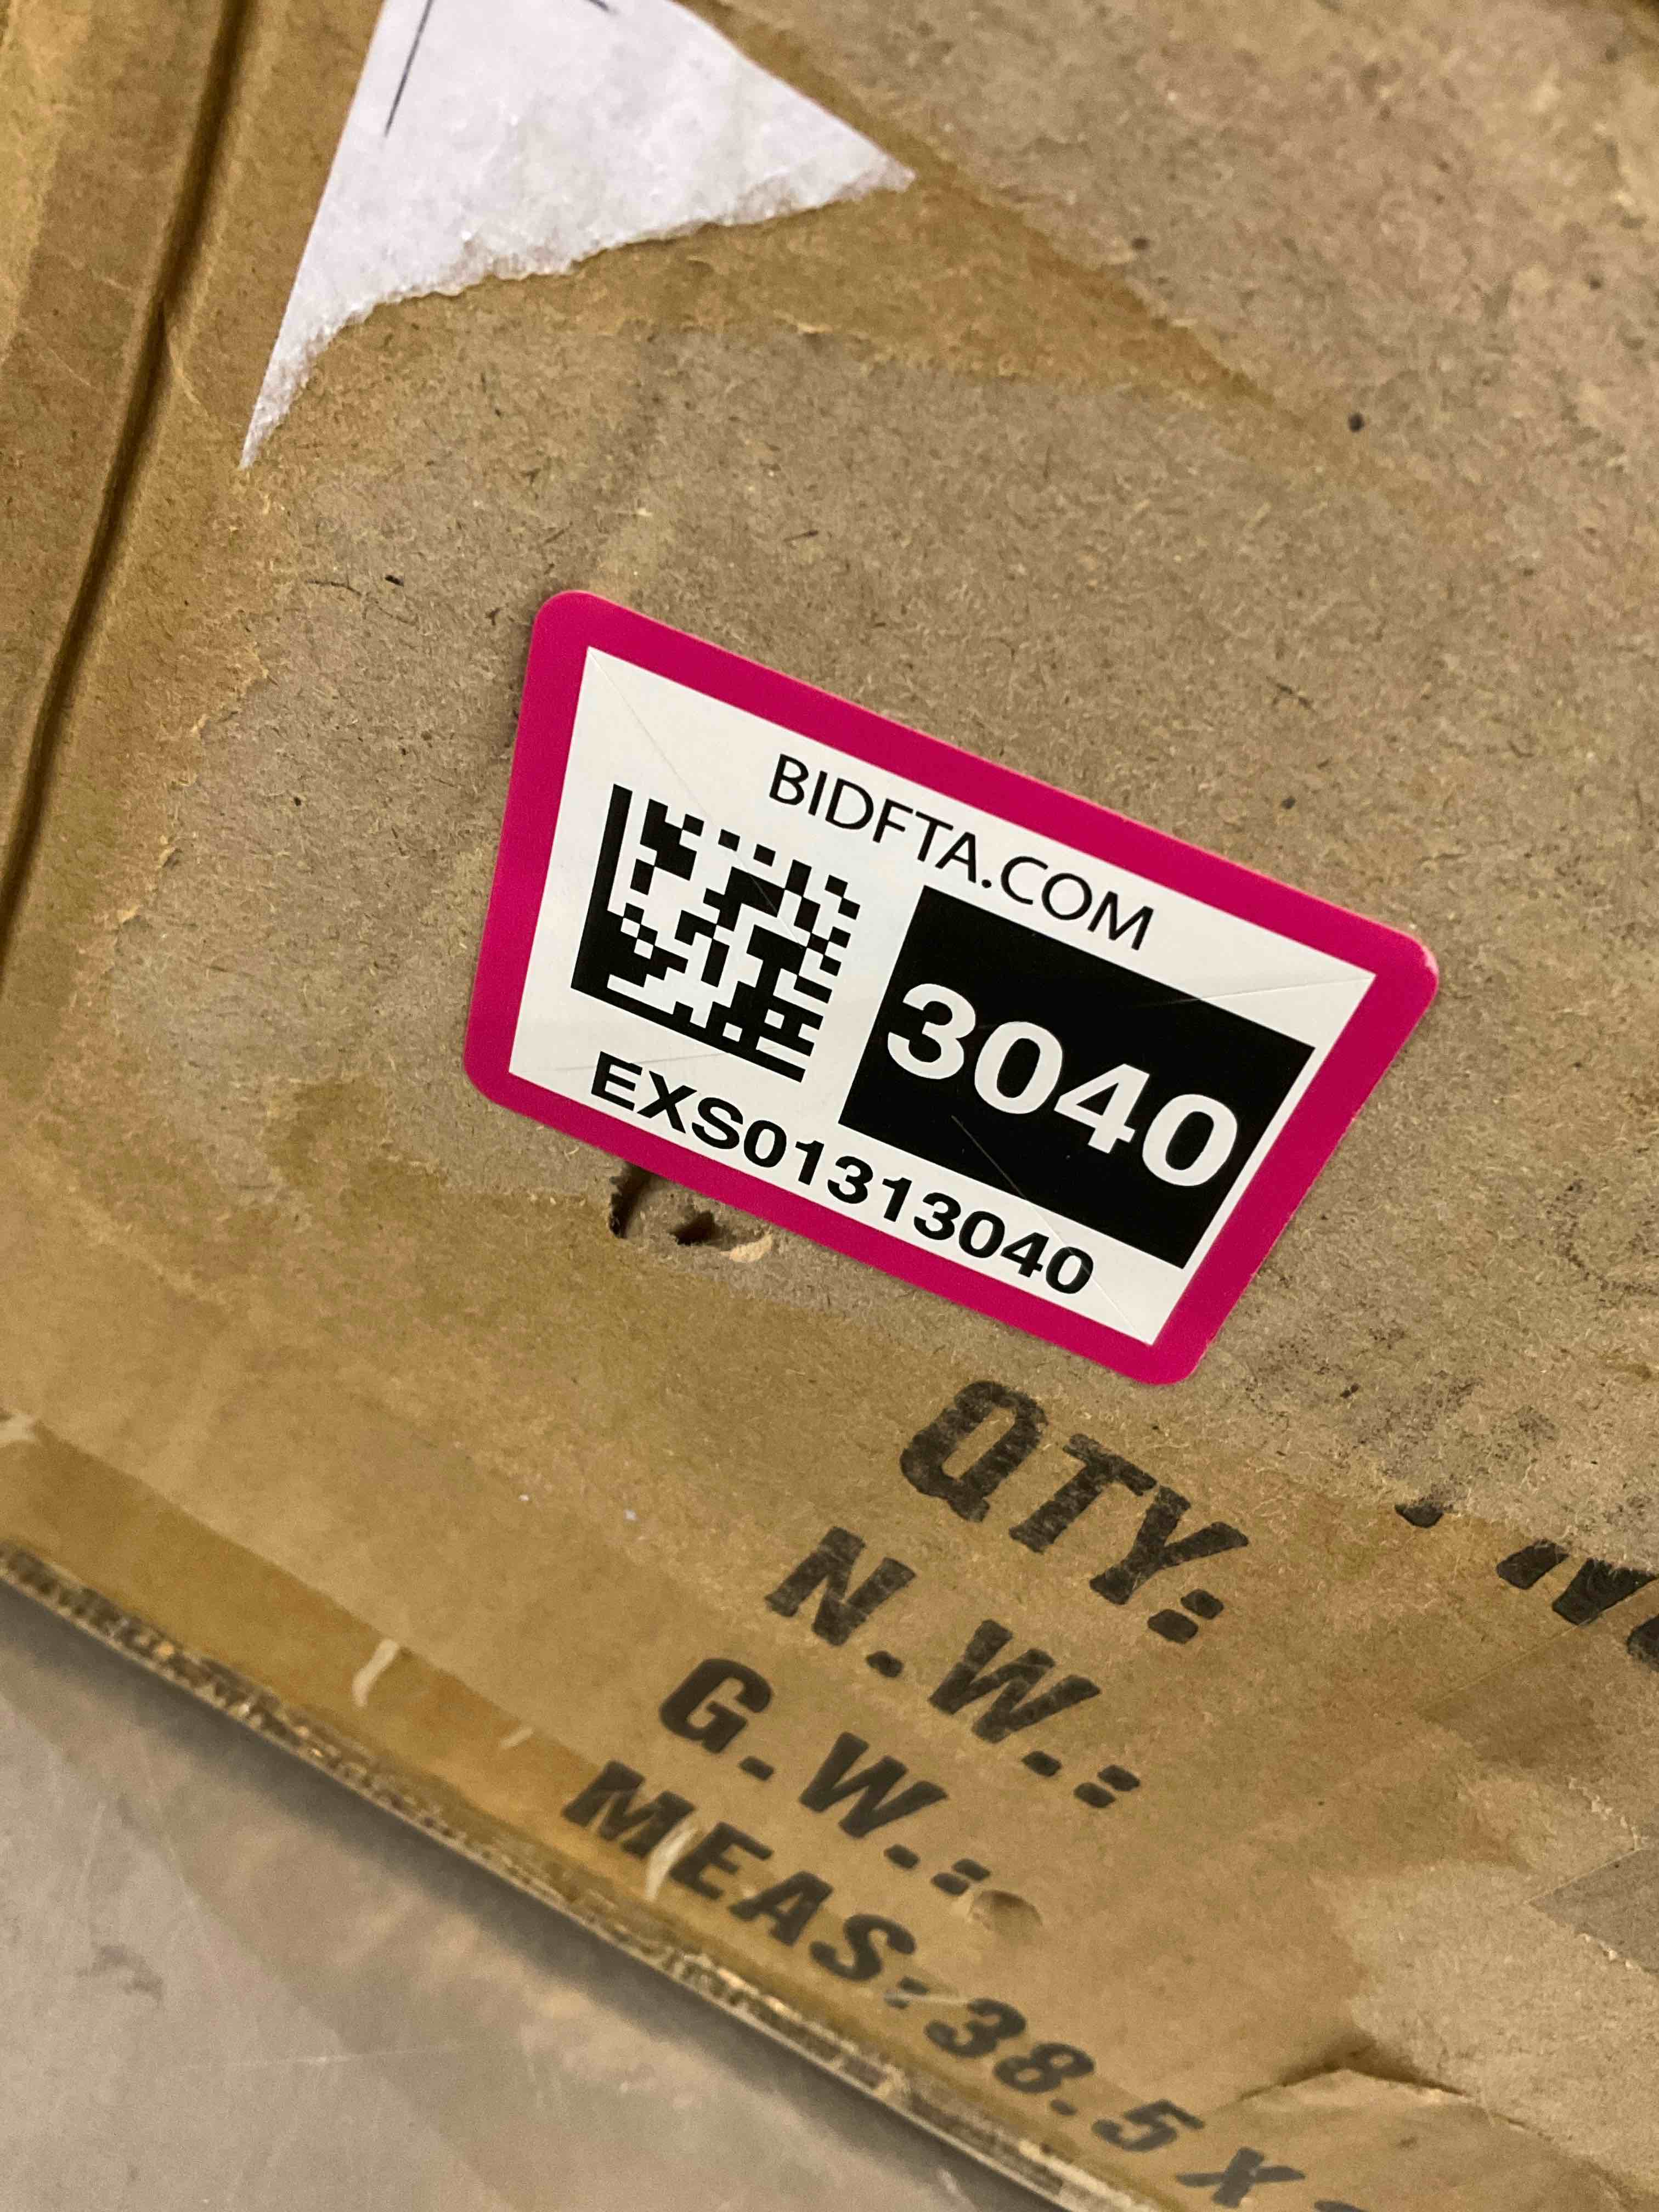 BIDFTA.COM
3040
EXS01313040
QTY:
N.W.:
G.W.:
MEAS: 38.5 x